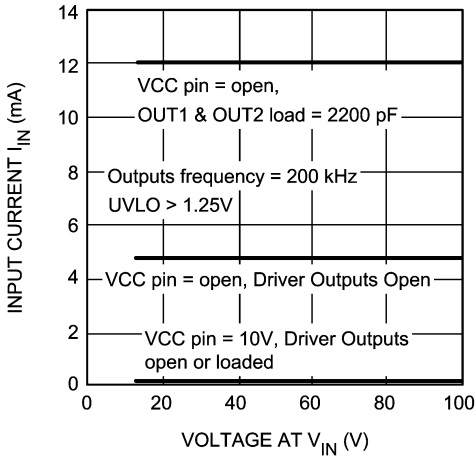 14
12
10
8
6
4
2
0
INPUT CURRENT IIN (mA)
VCC pin = open,
OUT1 & OUT2 load = 2200 pF
Outputs frequency = 200 kHz
UVLO > 1.25V
VCC pin = open, Driver Outputs Open
VCC pin = 10V, Driver Outputs
open or loaded
0 20 40 60 80 100
VOLTAGE AT VIN (V)